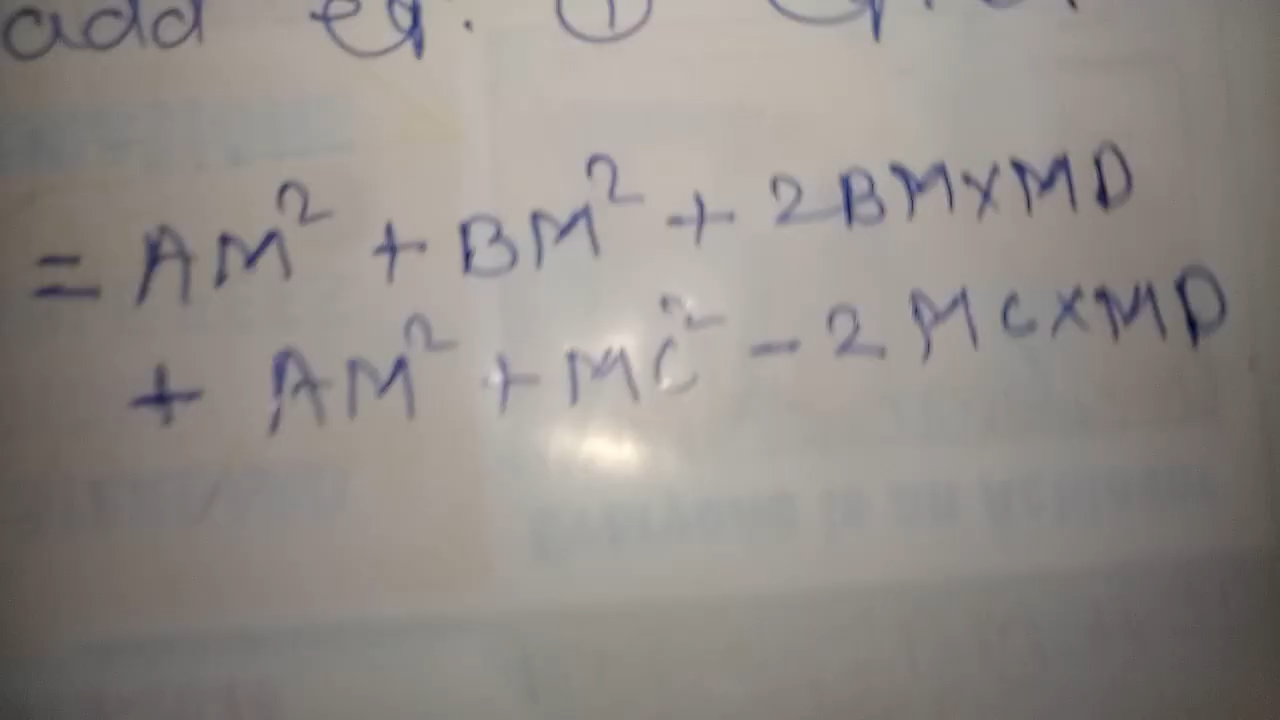 add eq. ①
= AM² + BM² + 2BM×MD
+ AM² + MC² - 2MC×MD